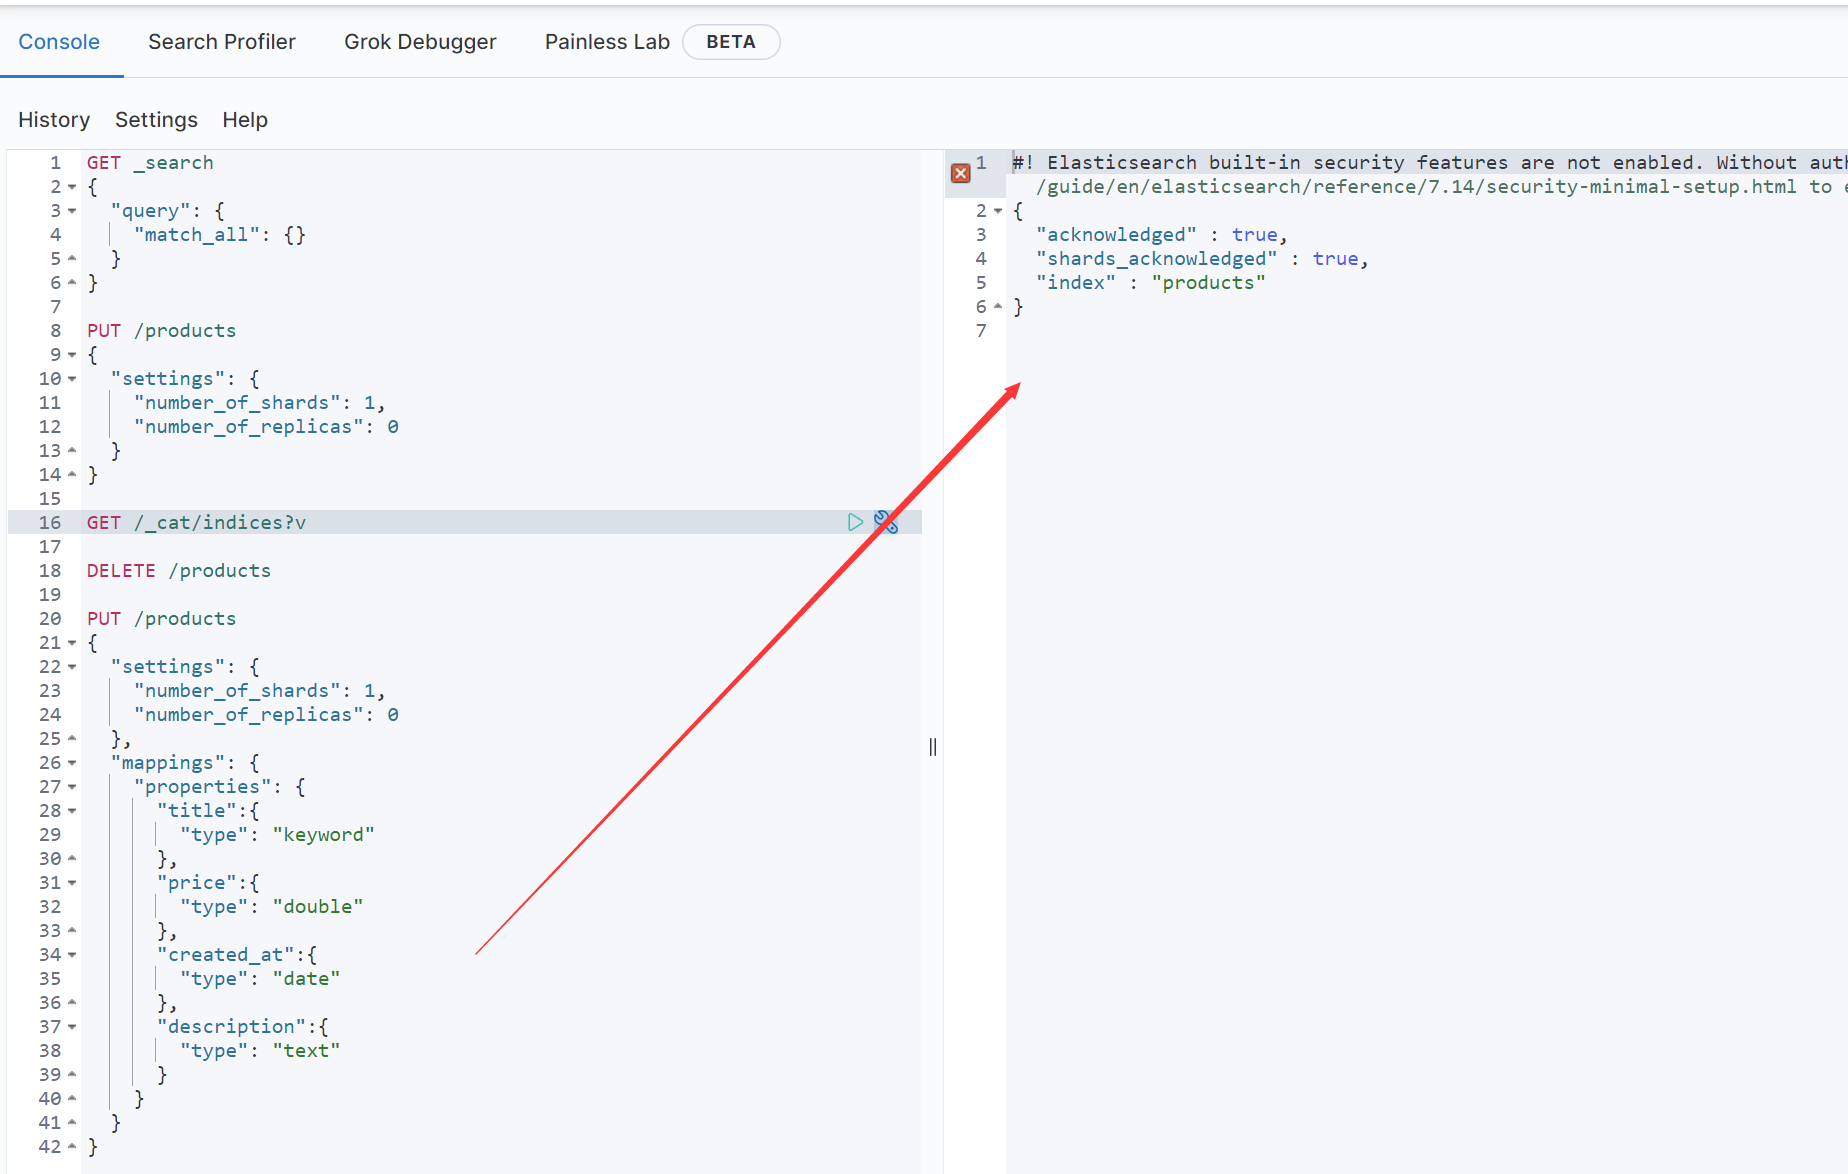 Console Search Profiler Grok Debugger Painless Lab BETA
History Settings Help
1 GET _search
2 {
3 "query": {
4 "match_all": {}
5 }
6 }
7
8 PUT /products
9 {
10 "settings": {
11 "number_of_shards": 1,
12 "number_of_replicas": 0
13 }
14 }
15
16 GET /_cat/indices?v
17
18 DELETE /products
19
20 PUT /products
21 {
22 "settings": {
23 "number_of_shards": 1,
24 "number_of_replicas": 0
25 },
26 "mappings": {
27 "properties": {
28 "title":{
29 "type": "keyword"
30 },
31 "price":{
32 "type": "double"
33 },
34 "created_at":{
35 "type": "date"
36 },
37 "description":{
38 "type": "text"
39 }
40 }
41 }
42 }
1 #! Elasticsearch built-in security features are not enabled. Without
/guide/en/elasticsearch/reference/7.14/security-minimal-setup.html to
2 {
3 "acknowledged" : true,
4 "shards_acknowledged" : true,
5 "index" : "products"
6 }
7